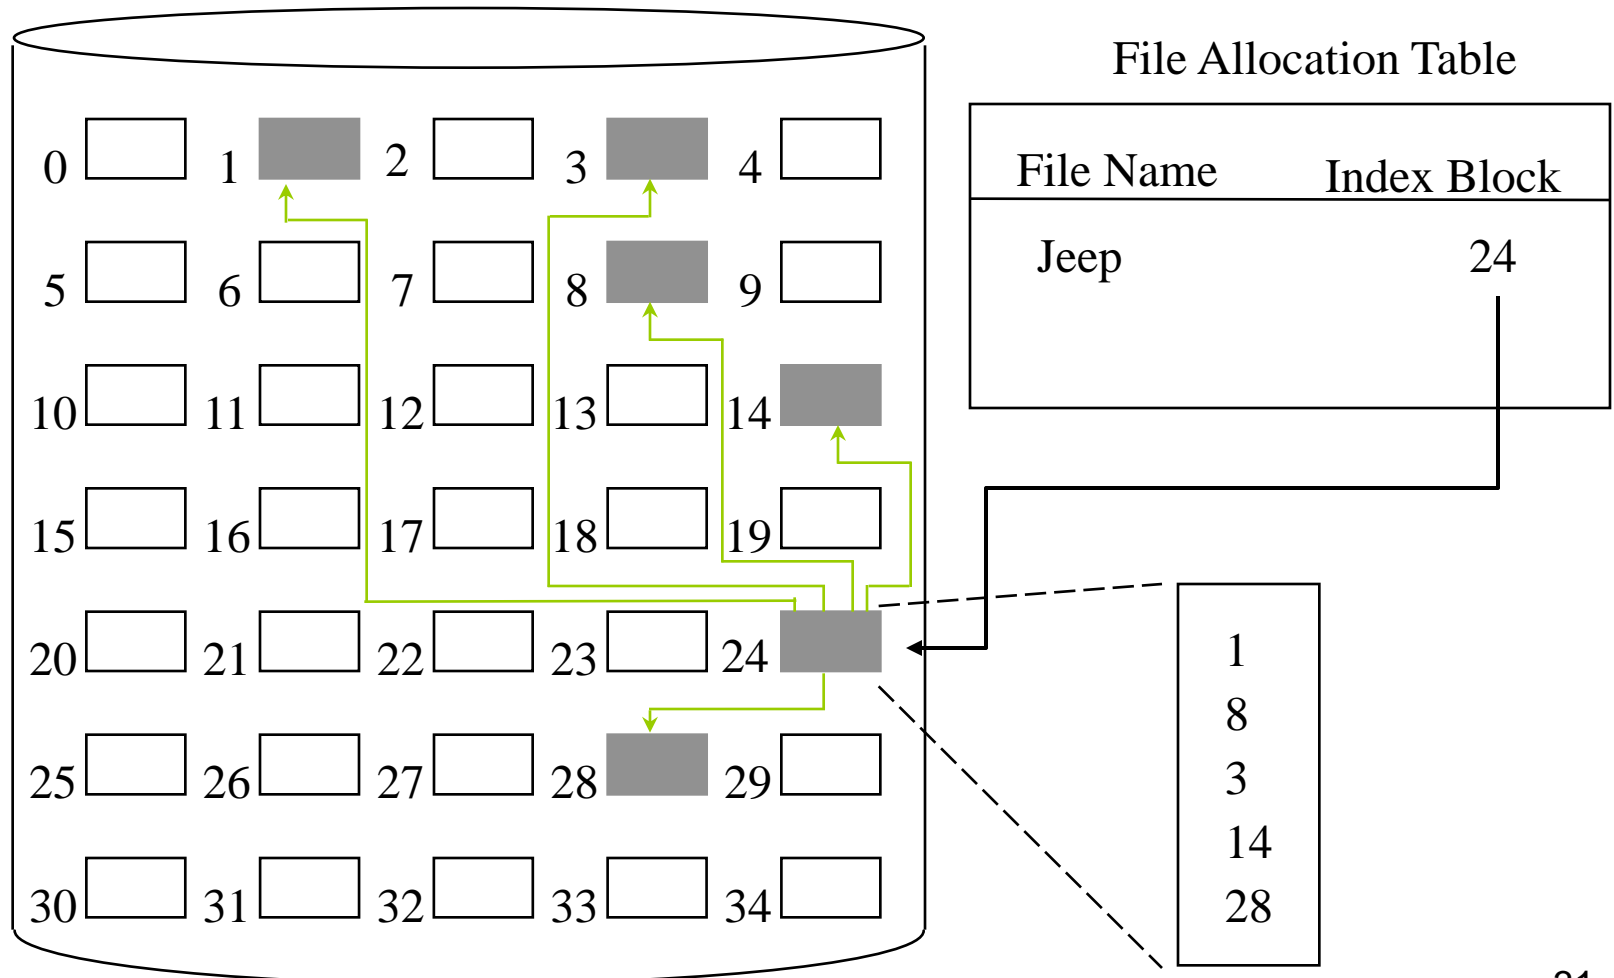 File Allocation Table
File Name Index Block
Jeep 24
0 1 2 3 4
5 6 7 8 9
10 11 12 13 14
15 16 17 18 19
20 21 22 23 24
25 26 27 28 29
30 31 32 33 34
1
8
3
14
28